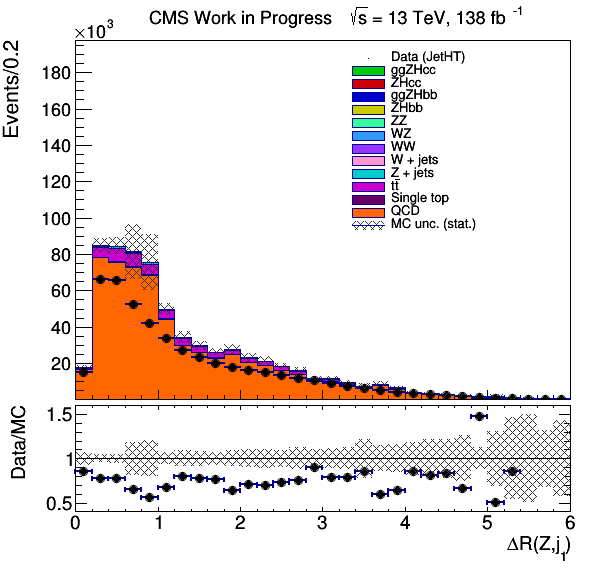 CMS Work in Progress √s = 13 TeV, 138 fb⁻¹
×10³
Events/0.2
180
160
140
120
100
80
60
40
20
Data (JetHT)
ggZHcc
ZHcc
ggZHbb
ZHbb
ZZ
WZ
WW
W + jets
Z + jets
tt̄
Single top
QCD
MC unc. (stat.)
Data/MC
1.5
1
0.5
0 1 2 3 4 5 6
ΔR(Z,j₁)